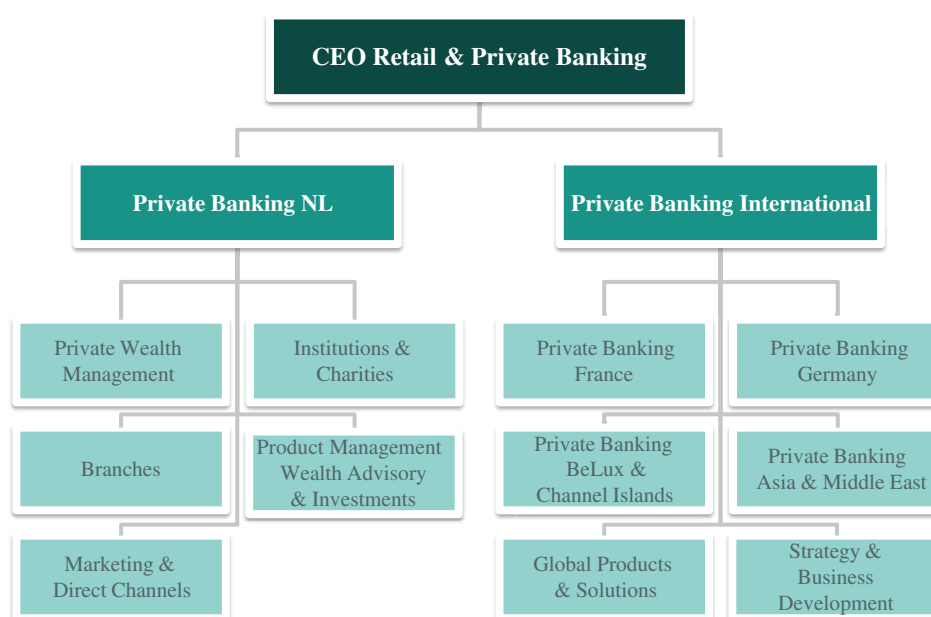 CEO Retail & Private Banking
Private Banking NL
Private Banking International
Private Wealth
Management
Institutions &
Charities
Branches
Product Management
Wealth Advisory
& Investments
Marketing &
Direct Channels
Private Banking
France
Private Banking
Germany
Private Banking
BeLux &
Channel Islands
Private Banking
Asia & Middle East
Global Products
& Solutions
Strategy &
Business
Development